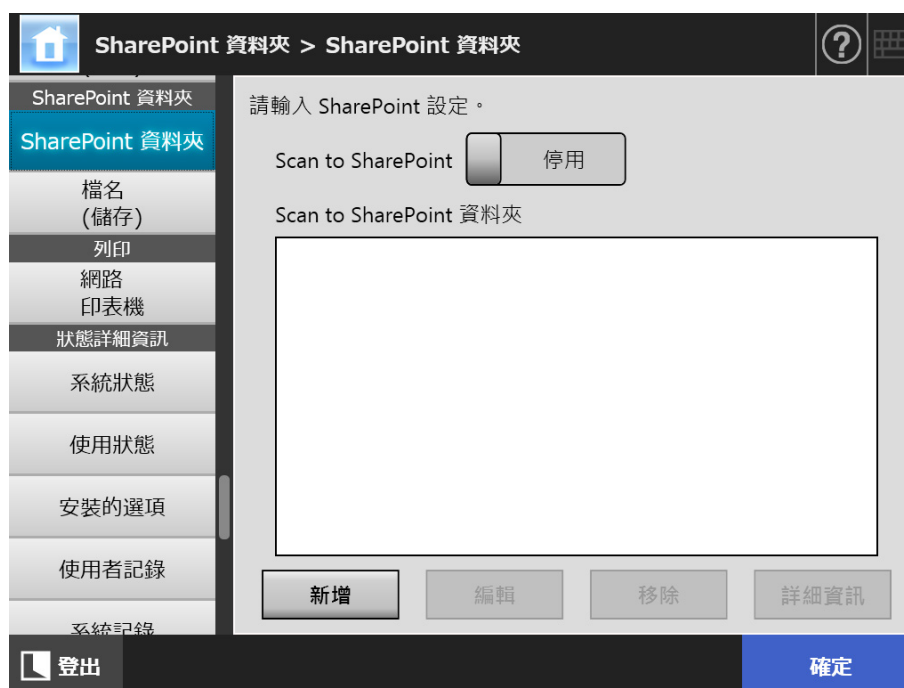 SharePoint 資料夾 > SharePoint 資料夾
?
SharePoint 資料夾
SharePoint 資料夾
檔名
(儲存)
列印
網路
印表機
狀態詳細資訊
系統狀態
使用狀態
安裝的選項
使用者記錄
系統記錄
請輸入 SharePoint 設定。
Scan to SharePoint 停用
Scan to SharePoint 資料夾
新增 編輯 移除 詳細資訊
登出 確定